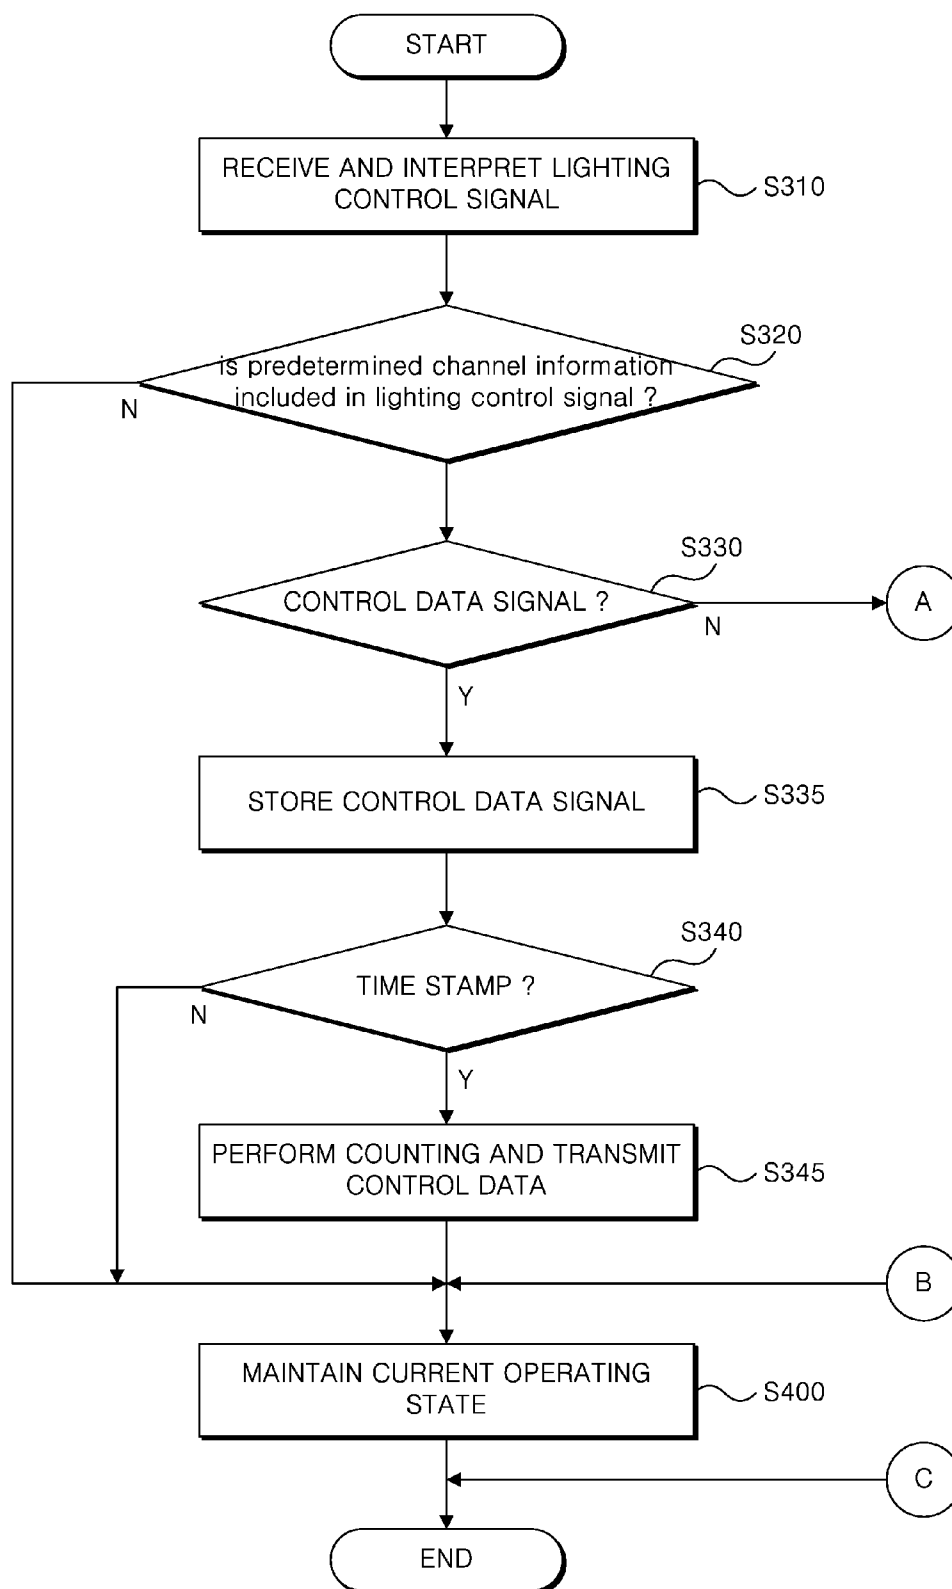 START
RECEIVE AND INTERPRET LIGHTING
CONTROL SIGNAL
S310
S320
is predetermined channel information
included in lighting control signal ?
N
S330
CONTROL DATA SIGNAL ?
N
A
Y
STORE CONTROL DATA SIGNAL
S335
S340
TIME STAMP ?
N
Y
PERFORM COUNTING AND TRANSMIT
CONTROL DATA
S345
B
MAINTAIN CURRENT OPERATING
STATE
S400
C
END